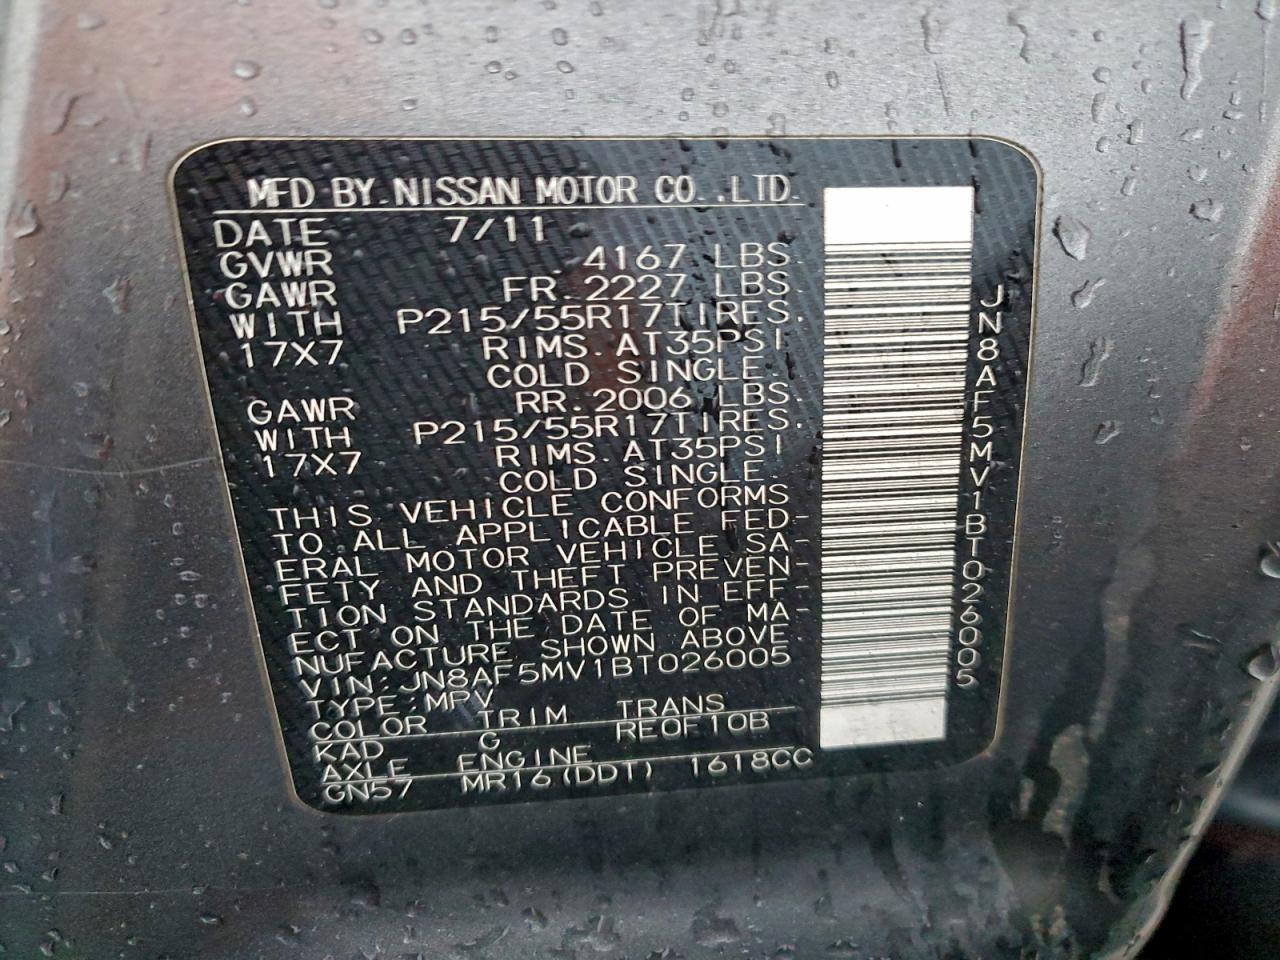 MFD BY NISSAN MOTOR CO.,LTD.
DATE 7/11
GVWR 4167 LBS.
GAWR FR. 2227 LBS.
WITH P215/55R17TIRES.
17X7 RIMS. AT35PSI
COLD SINGLE.
GAWR RR. 2006 LBS.
WITH P215/55R17TIRES.
17X7 RIMS. AT35PSI
COLD SINGLE.
THIS VEHICLE CONFORMS
TO ALL APPLICABLE FED-
ERAL MOTOR VEHICLE SA-
FETY AND THEFT PREVEN-
TION STANDARDS IN EFF-
ECT ON THE DATE OF MA-
NUFACTURE SHOWN ABOVE
VIN:JN8AF5MV1BT026005
TYPE:MPV
COLOR TRIM TRANS
KAD G RE0F10B
AXLE ENGINE
GN57 MR16(DDT) 1618CC
JN8AF5MV1BT026005